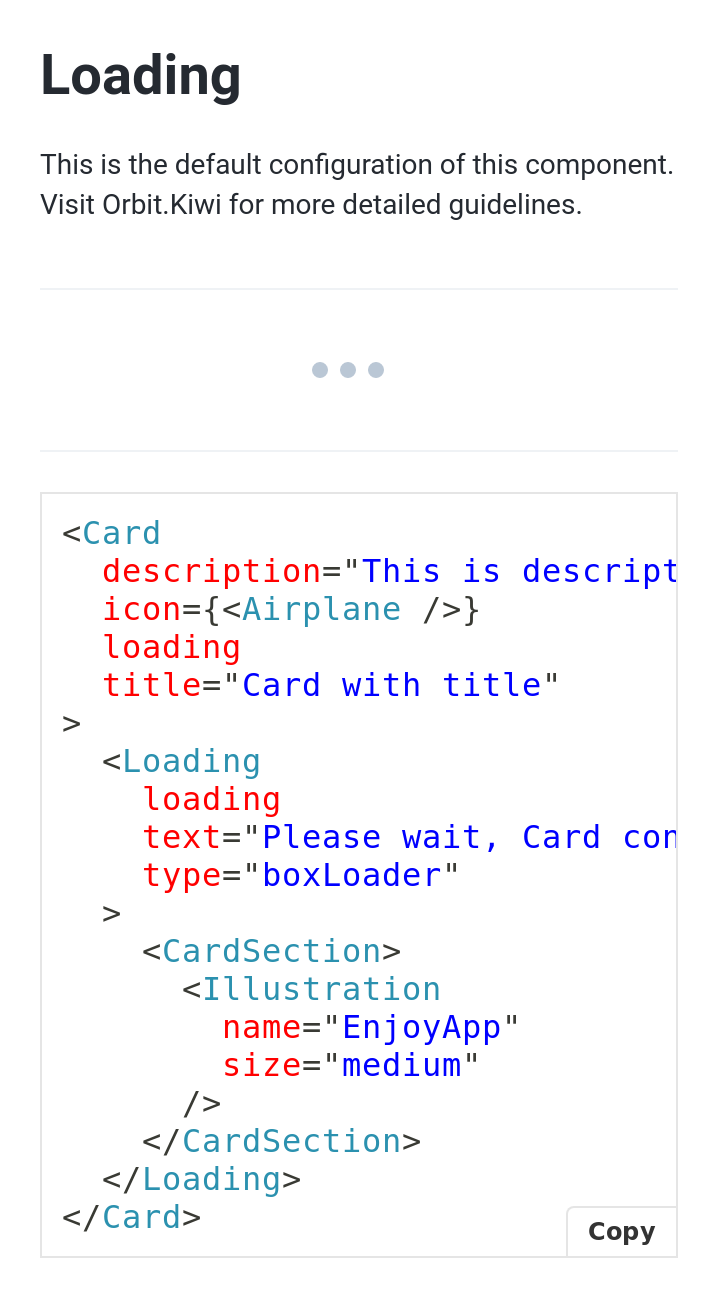 Loading
This is the default configuration of this component.
Visit Orbit.Kiwi for more detailed guidelines.
<Card
  description="This is descript
  icon={<Airplane />}
  loading
  title="Card with title"
>
  <Loading
    loading
    text="Please wait, Card con
    type="boxLoader"
  >
    <CardSection>
      <Illustration
        name="EnjoyApp"
        size="medium"
      />
    </CardSection>
  </Loading>
</Card>
Copy